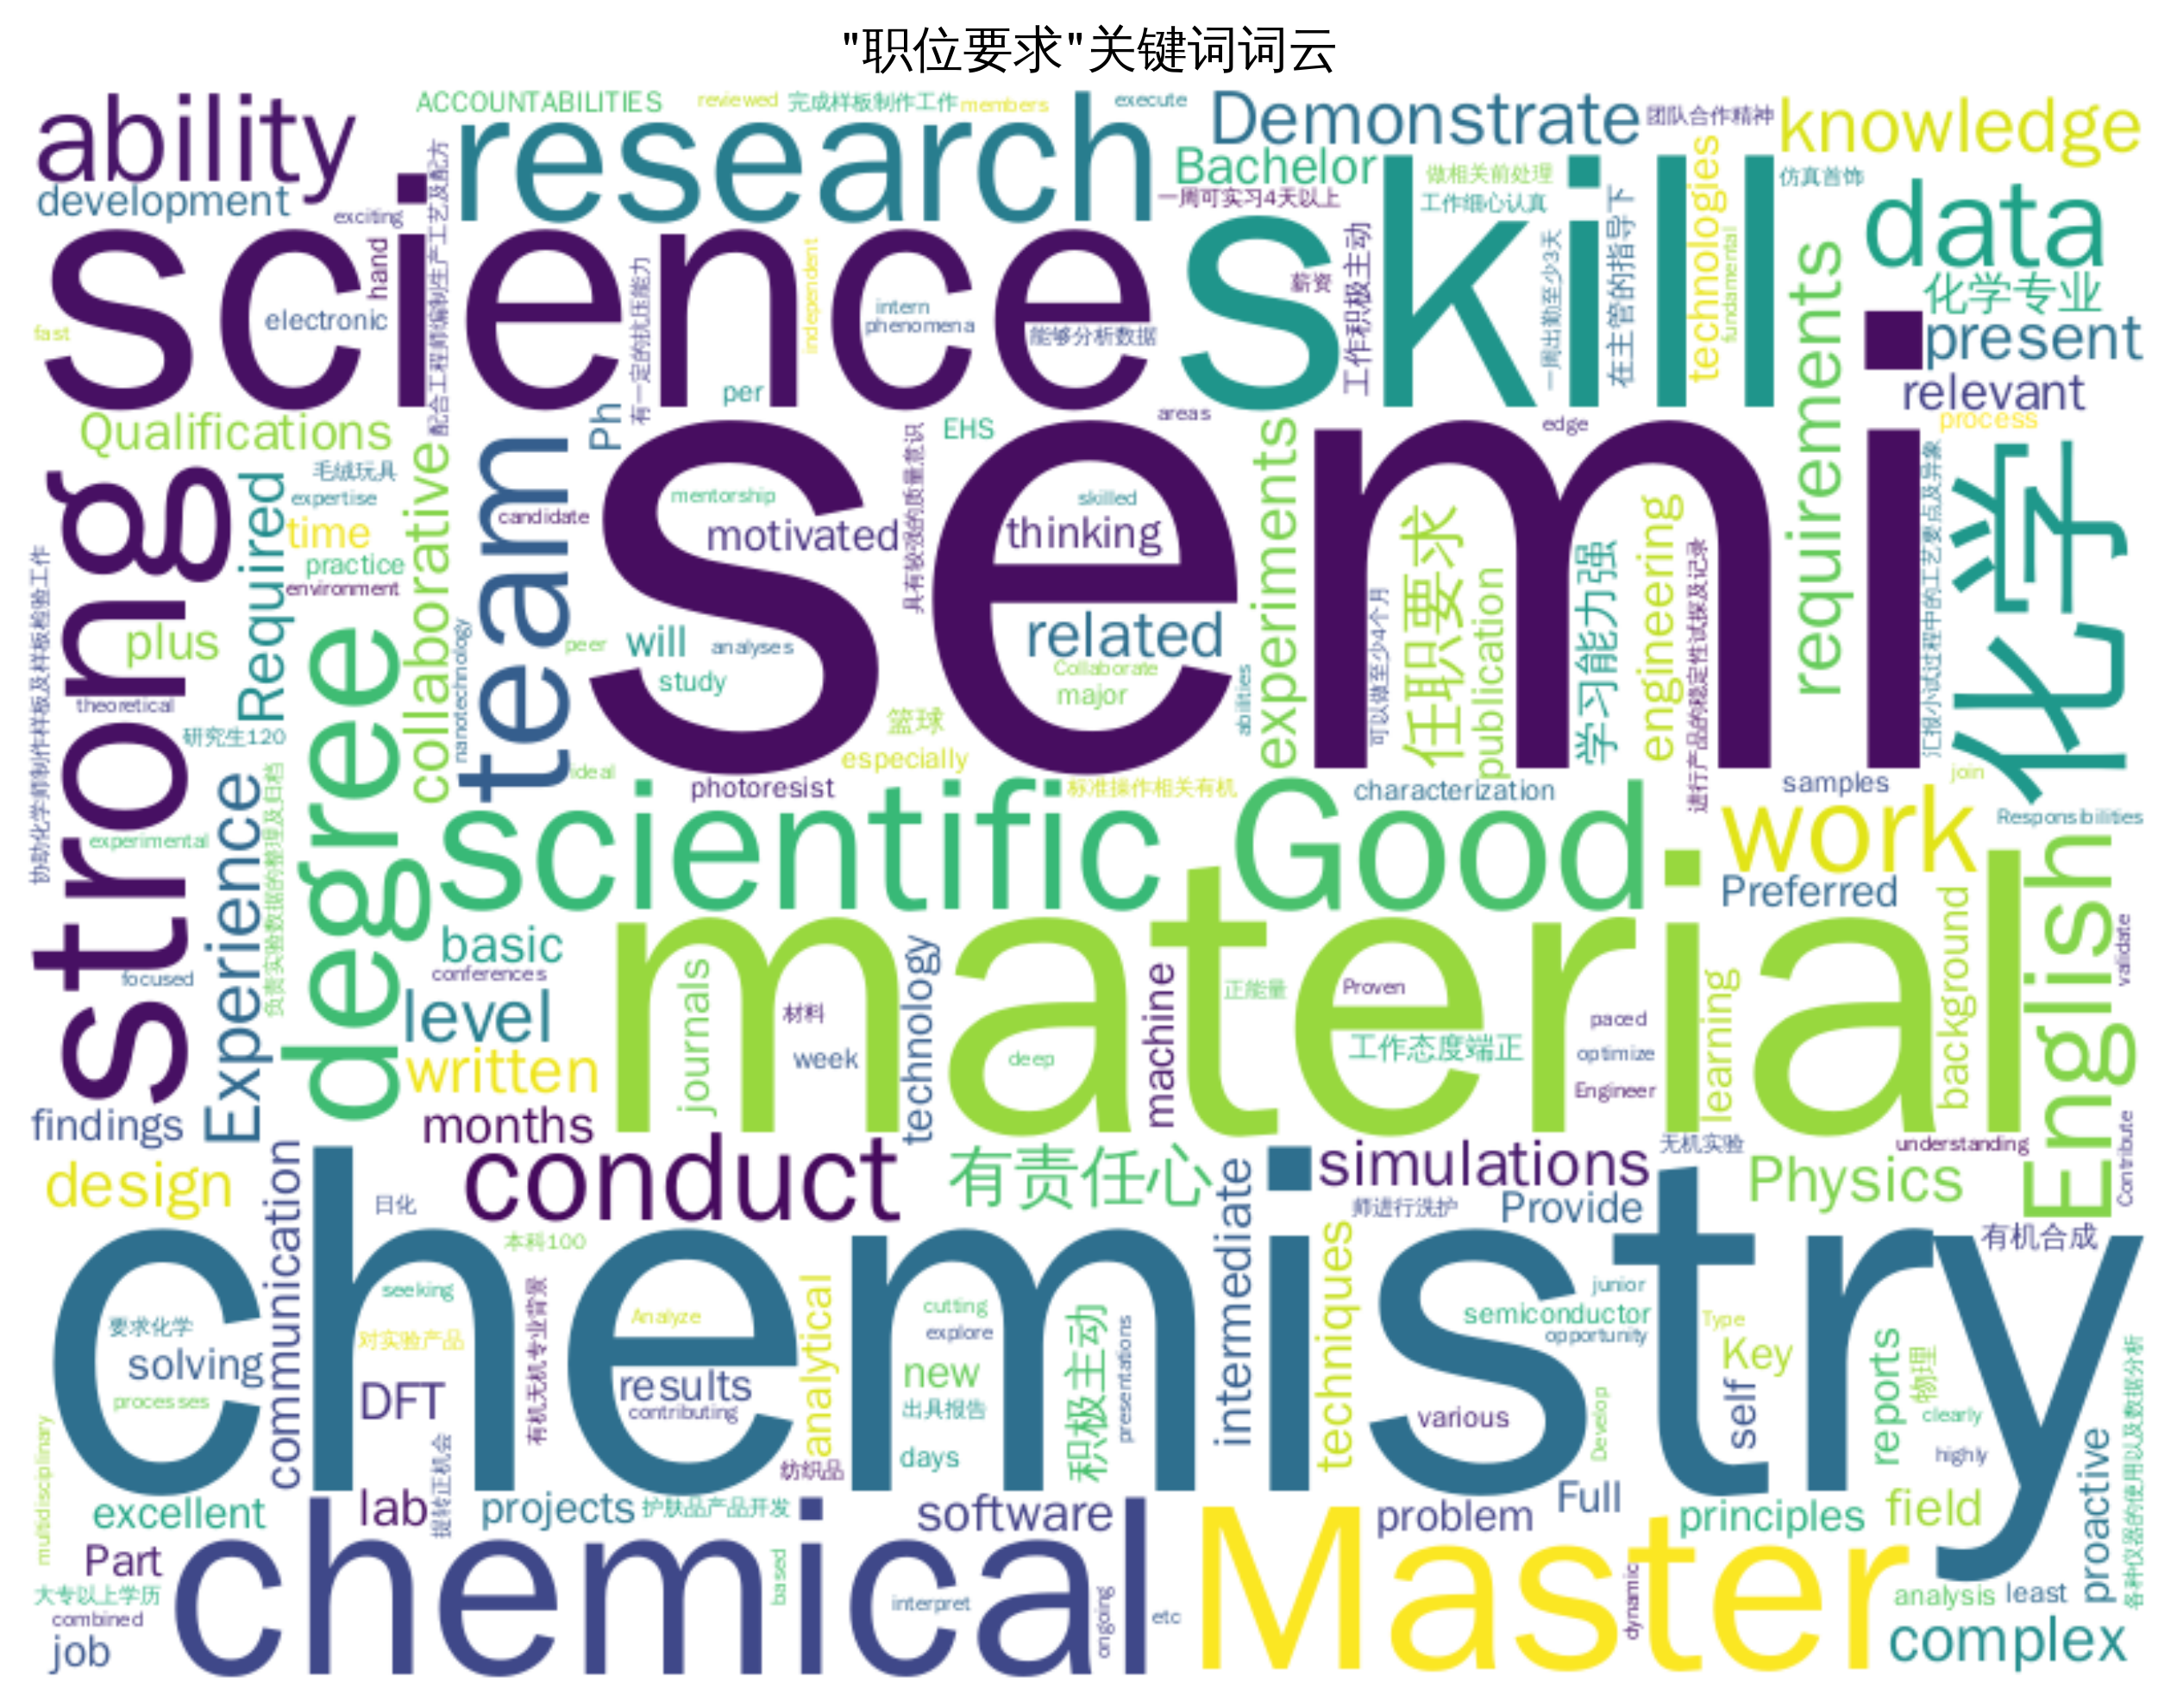 "职位要求"关键词词云
ability
ACCOUNTABILITIES
reviewed
完成样板制作工作
members
execute
Demonstrate
团队合作精神
knowledge
development
exciting
research
Bachelor
一周可实习4天以上
做相关前处理
工作细心认真
technologies
仿真首饰
data
化学专业
science
skill
hand
electronic
fast
配合工程师编制生产工艺及配方
有一定的抗压能力
independent
intern
phenomena
能够分析数据
per
薪资
工作积极主动
一周出勤至少3天
在主管的指导下
fundamental
requirements
present
relevant
process
Qualifications
Ph
EHS
areas
edge
semi
化学
strong
Required
毛绒玩具
expertise
time
practice
environment
collaborative
team
candidate
mentorship
motivated
具有较强的质量意识
skilled
thinking
experiments
任职要求
publication
学习能力强
engineering
进行产品的稳定性试探及记录
汇报小试过程中的工艺要点及异象
可以做至少4个月
协助化学师制作样板及样板检验工作
plus
theoretical
研究生120
nanotechnology
peer
will
analyses
study
related
Collaborate
major
abilities
篮球
especially
ideal
photoresist
标准操作相关有机
characterization
samples
join
Responsibilities
experimental
Experience
负责实验数据的整理及归档
degree
scientific
Good
work
Preferred
English
focused
basic
conferences
level
written
material
journals
材料
week
technology
deep
machine
正能量
Proven
工作态度端正
paced
optimize
Engineer
learning
background
validate
findings
months
conduct
有责任心
intermediate
simulations
无机实验
understanding
Contribute
design
communication
日化
本科100
师进行洗护
Provide
Physics
有机合成
chemistry
要求化学
solving
processes
seeking
对实验产品
DFT
有机无机专业背景
Analyze
results
contributing
analytical
cutting
explore
new
出具报告
days
积极主动
presentations
techniques
junior
semiconductor
opportunity
various
Develop
Type
Key
self
reports
物理
clearly
highly
proactive
各种仪器的使用以及数据分析
multidisciplinary
excellent
lab
提转正机会
projects
护肤品产品开发
纺织品
software
problem
Full
principles
field
Part
大专以上学历
combined
job
chemical
based
interpret
ongoing
etc
Master
dynamic
analysis
least
complex